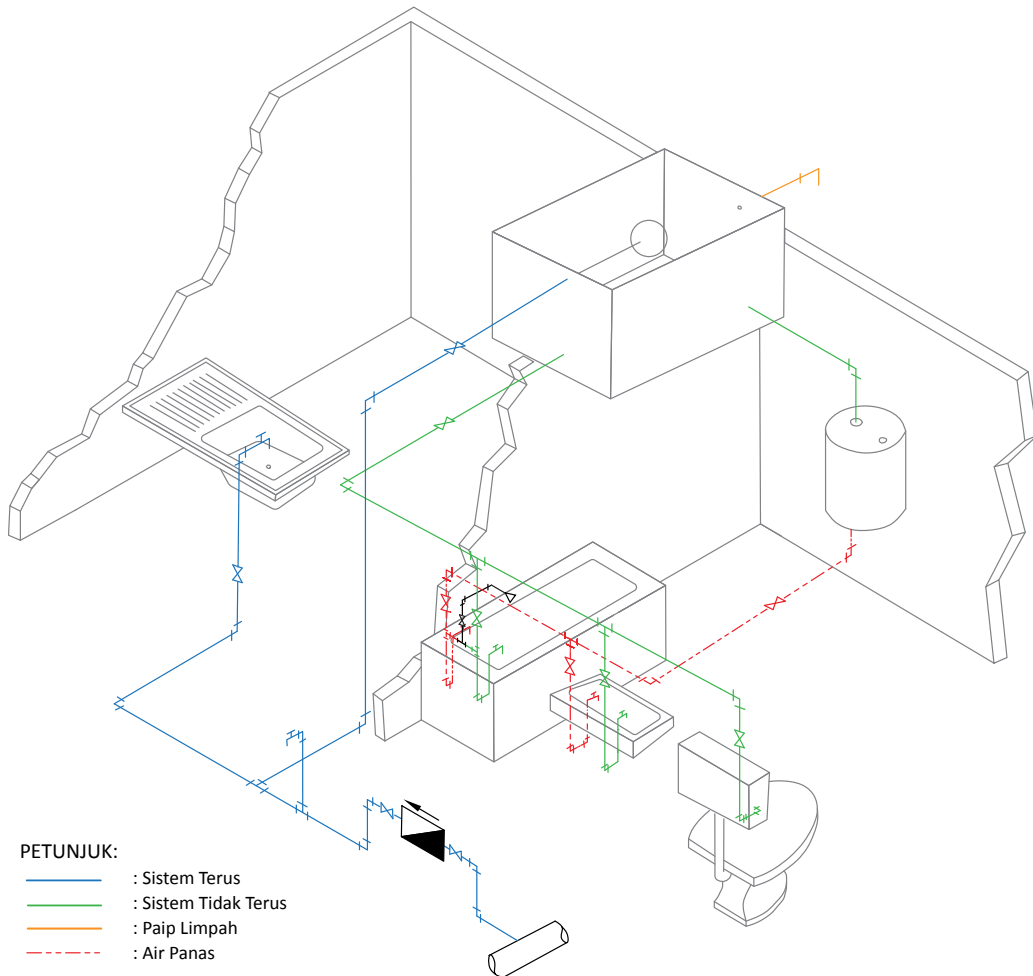 PETUNJUK:
: Sistem Terus
: Sistem Tidak Terus
: Paip Limpah
: Air Panas